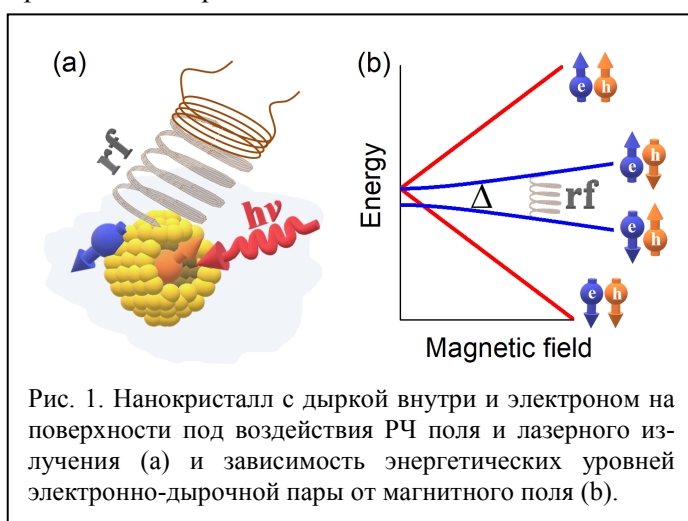 (a)
(b)
rf
hν
Energy
Δ
rf
e h
e h
e h
e h
Magnetic field
Рис. 1. Нанокристалл с дыркой внутри и электроном на
поверхности под воздействия РЧ поля и лазерного из-
лучения (a) и зависимость энергетических уровней
электронно-дырочной пары от магнитного поля (b).